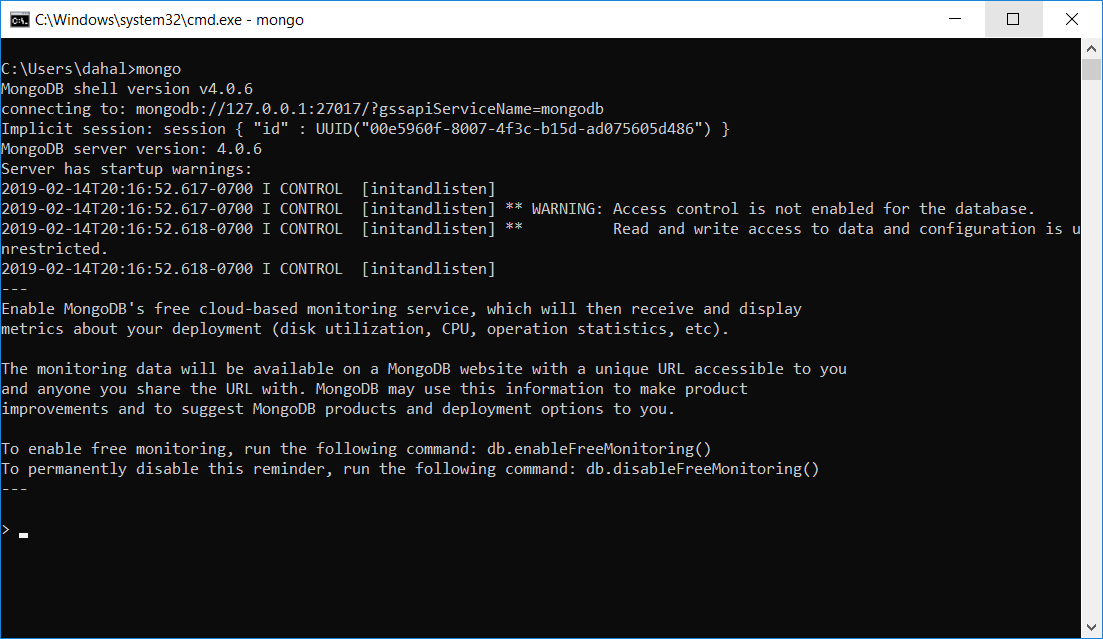 C:\Windows\system32\cmd.exe - mongo
C:\Users\dahal>mongo
MongoDB shell version v4.0.6
connecting to: mongodb://127.0.0.1:27017/?gssapiServiceName=mongodb
Implicit session: session { "id" : UUID("00e5960f-8007-4f3c-b15d-ad075605d486") }
MongoDB server version: 4.0.6
Server has startup warnings:
2019-02-14T20:16:52.617-0700 I CONTROL  [initandlisten]
2019-02-14T20:16:52.617-0700 I CONTROL  [initandlisten] ** WARNING: Access control is not enabled for the database.
2019-02-14T20:16:52.618-0700 I CONTROL  [initandlisten] **          Read and write access to data and configuration is u
nrestricted.
2019-02-14T20:16:52.618-0700 I CONTROL  [initandlisten]
---
Enable MongoDB's free cloud-based monitoring service, which will then receive and display
metrics about your deployment (disk utilization, CPU, operation statistics, etc).
The monitoring data will be available on a MongoDB website with a unique URL accessible to you
and anyone you share the URL with. MongoDB may use this information to make product
improvements and to suggest MongoDB products and deployment options to you.
To enable free monitoring, run the following command: db.enableFreeMonitoring()
To permanently disable this reminder, run the following command: db.disableFreeMonitoring()
---
>